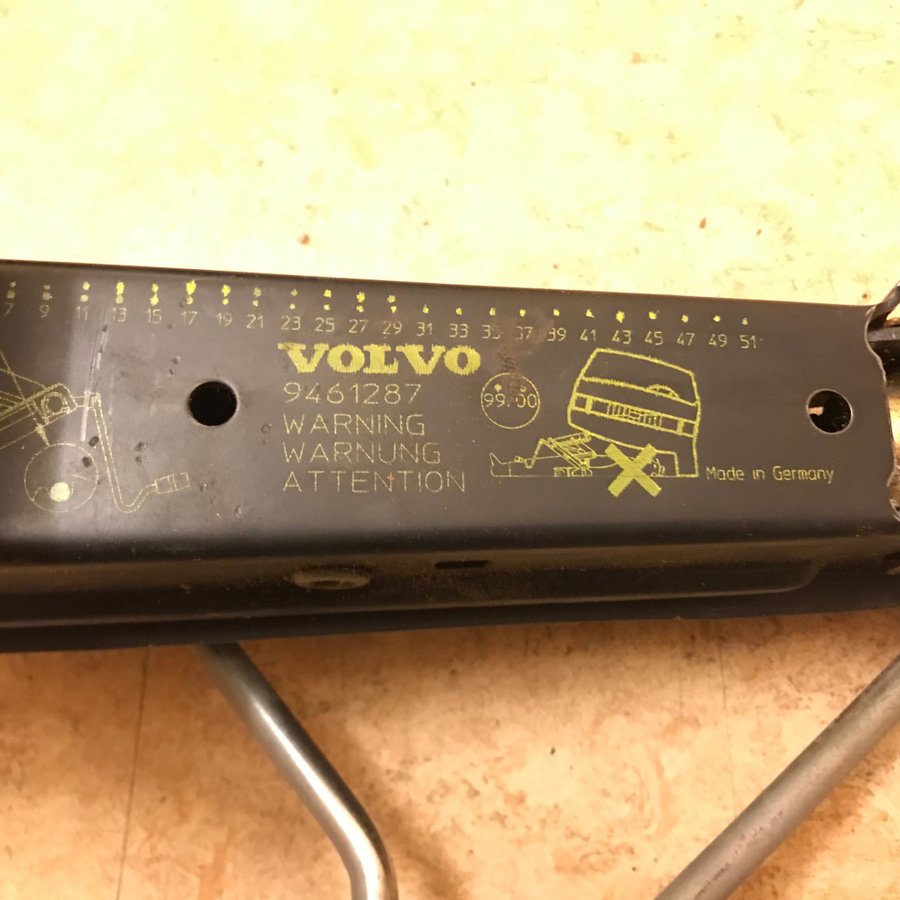 7 9 11 13 15 17 19 21 23 25 27 29 31 33 35 37 39 41 43 45 47 49 51
VOLVO
9461287
99.00
WARNING
WARNUNG
ATTENTION
Made in Germany